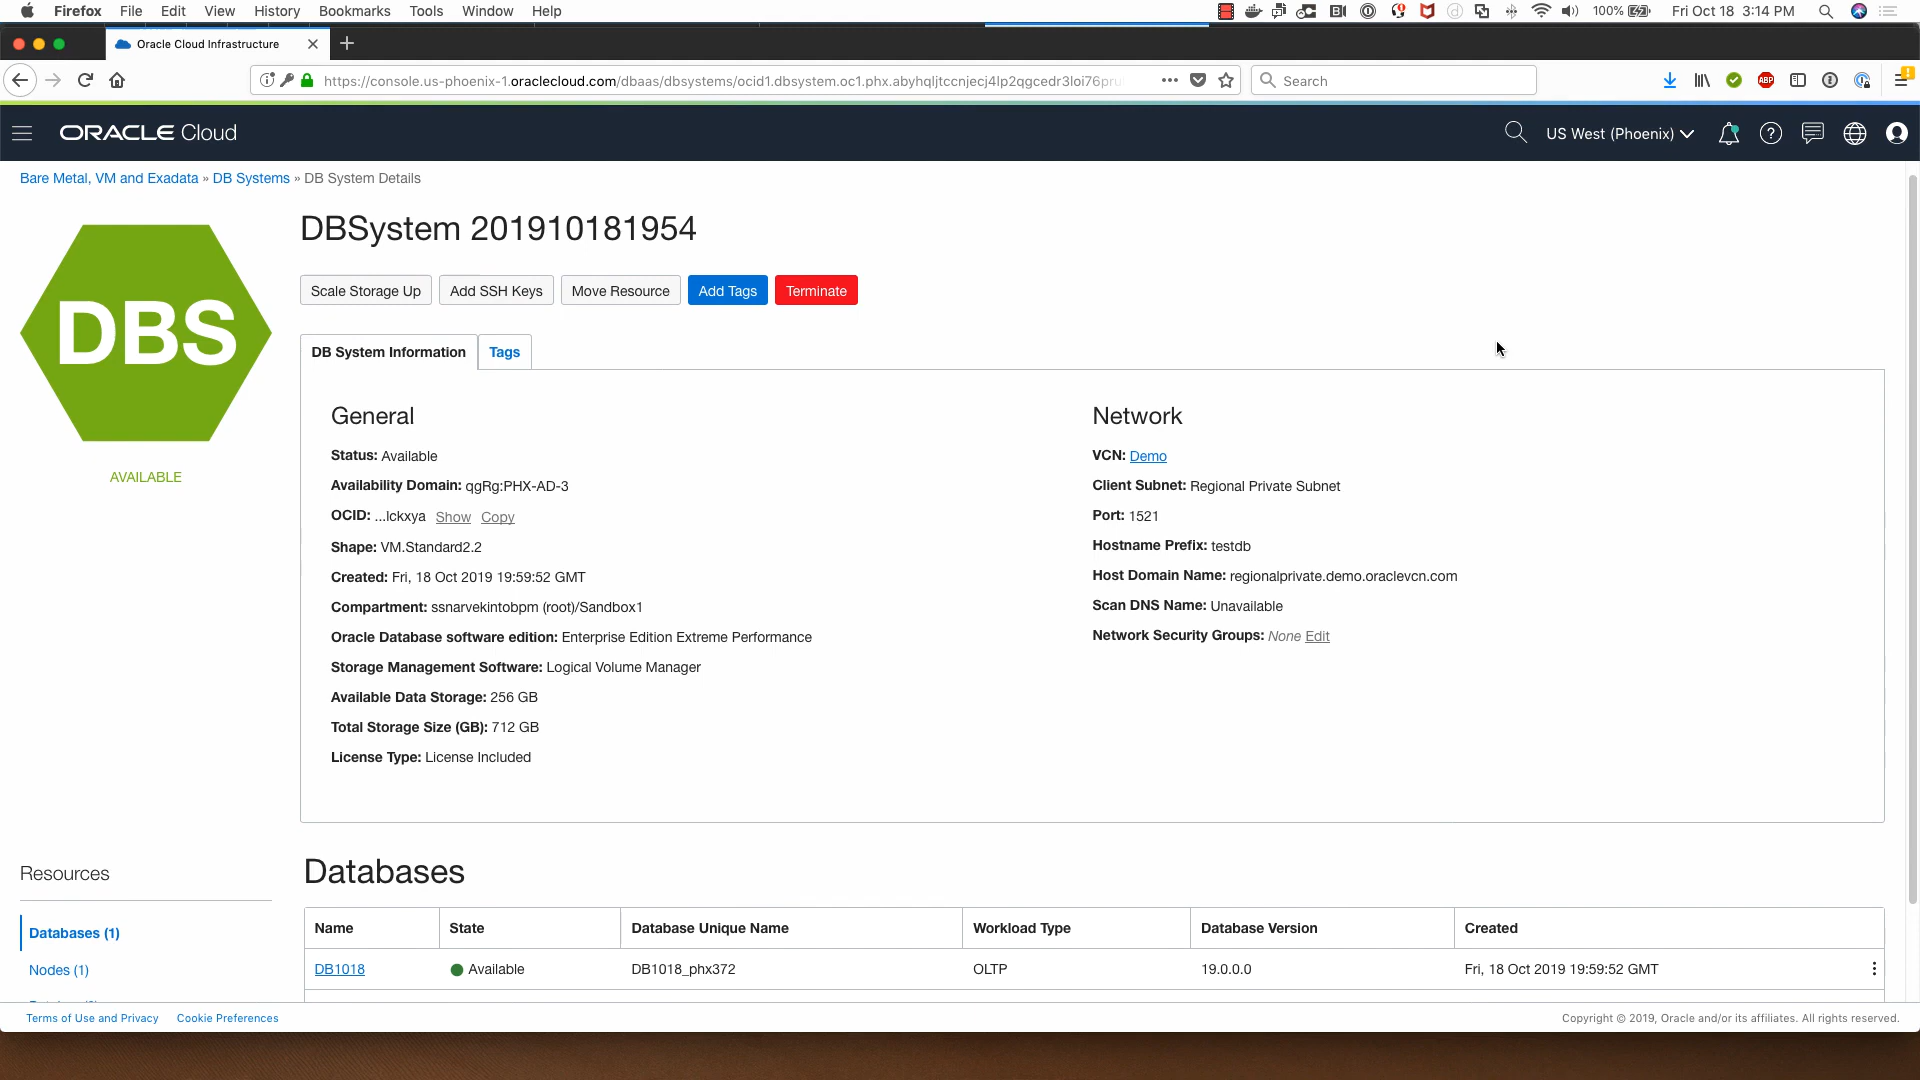 Firefox File Edit View History Bookmarks Tools Window Help 100% Fri Oct 18 3:14 PM
Oracle Cloud Infrastructure
https://console.us-phoenix-1.oraclecloud.com/dbaas/dbsystems/ocid1.dbsystem.oc1.phx.abyhqljtccnjecj4lp2qgcedr3loi76pru Search ABP
ORACLE Cloud US West (Phoenix)
Bare Metal, VM and Exadata » DB Systems » DB System Details
DBSystem 201910181954
DBS
AVAILABLE
Scale Storage Up Add SSH Keys Move Resource Add Tags Terminate
DB System Information Tags
General
Status: Available
Availability Domain: qgRg:PHX-AD-3
OCID: ...lckxya Show Copy
Shape: VM.Standard2.2
Created: Fri, 18 Oct 2019 19:59:52 GMT
Compartment: ssnarvekintobpm (root)/Sandbox1
Oracle Database software edition: Enterprise Edition Extreme Performance
Storage Management Software: Logical Volume Manager
Available Data Storage: 256 GB
Total Storage Size (GB): 712 GB
License Type: License Included
Network
VCN: Demo
Client Subnet: Regional Private Subnet
Port: 1521
Hostname Prefix: testdb
Host Domain Name: regionalprivate.demo.oraclevcn.com
Scan DNS Name: Unavailable
Network Security Groups: None Edit
Resources
Databases (1)
Nodes (1)
Databases
Name State Database Unique Name Workload Type Database Version Created
DB1018 Available DB1018_phx372 OLTP 19.0.0.0 Fri, 18 Oct 2019 19:59:52 GMT
Terms of Use and Privacy Cookie Preferences Copyright © 2019, Oracle and/or its affiliates. All rights reserved.